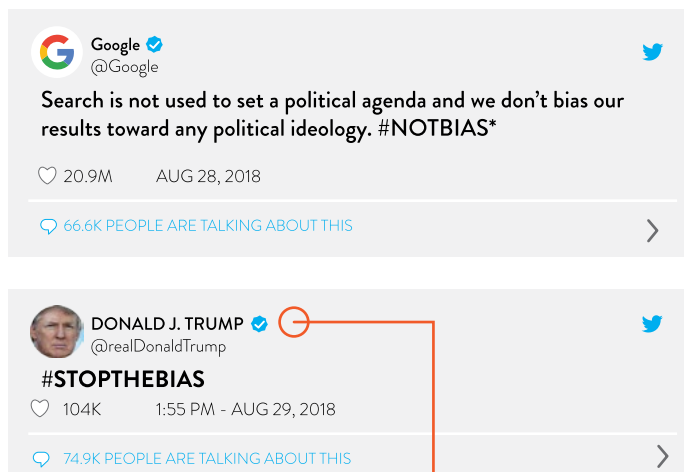 Google
@Google
Search is not used to set a political agenda and we don't bias our
results toward any political ideology. #NOTBIAS*
20.9M AUG 28, 2018
66.6K PEOPLE ARE TALKING ABOUT THIS
DONALD J. TRUMP
@realDonaldTrump
#STOPTHEBIAS
104K 1:55 PM - AUG 29, 2018
74.9K PEOPLE ARE TALKING ABOUT THIS